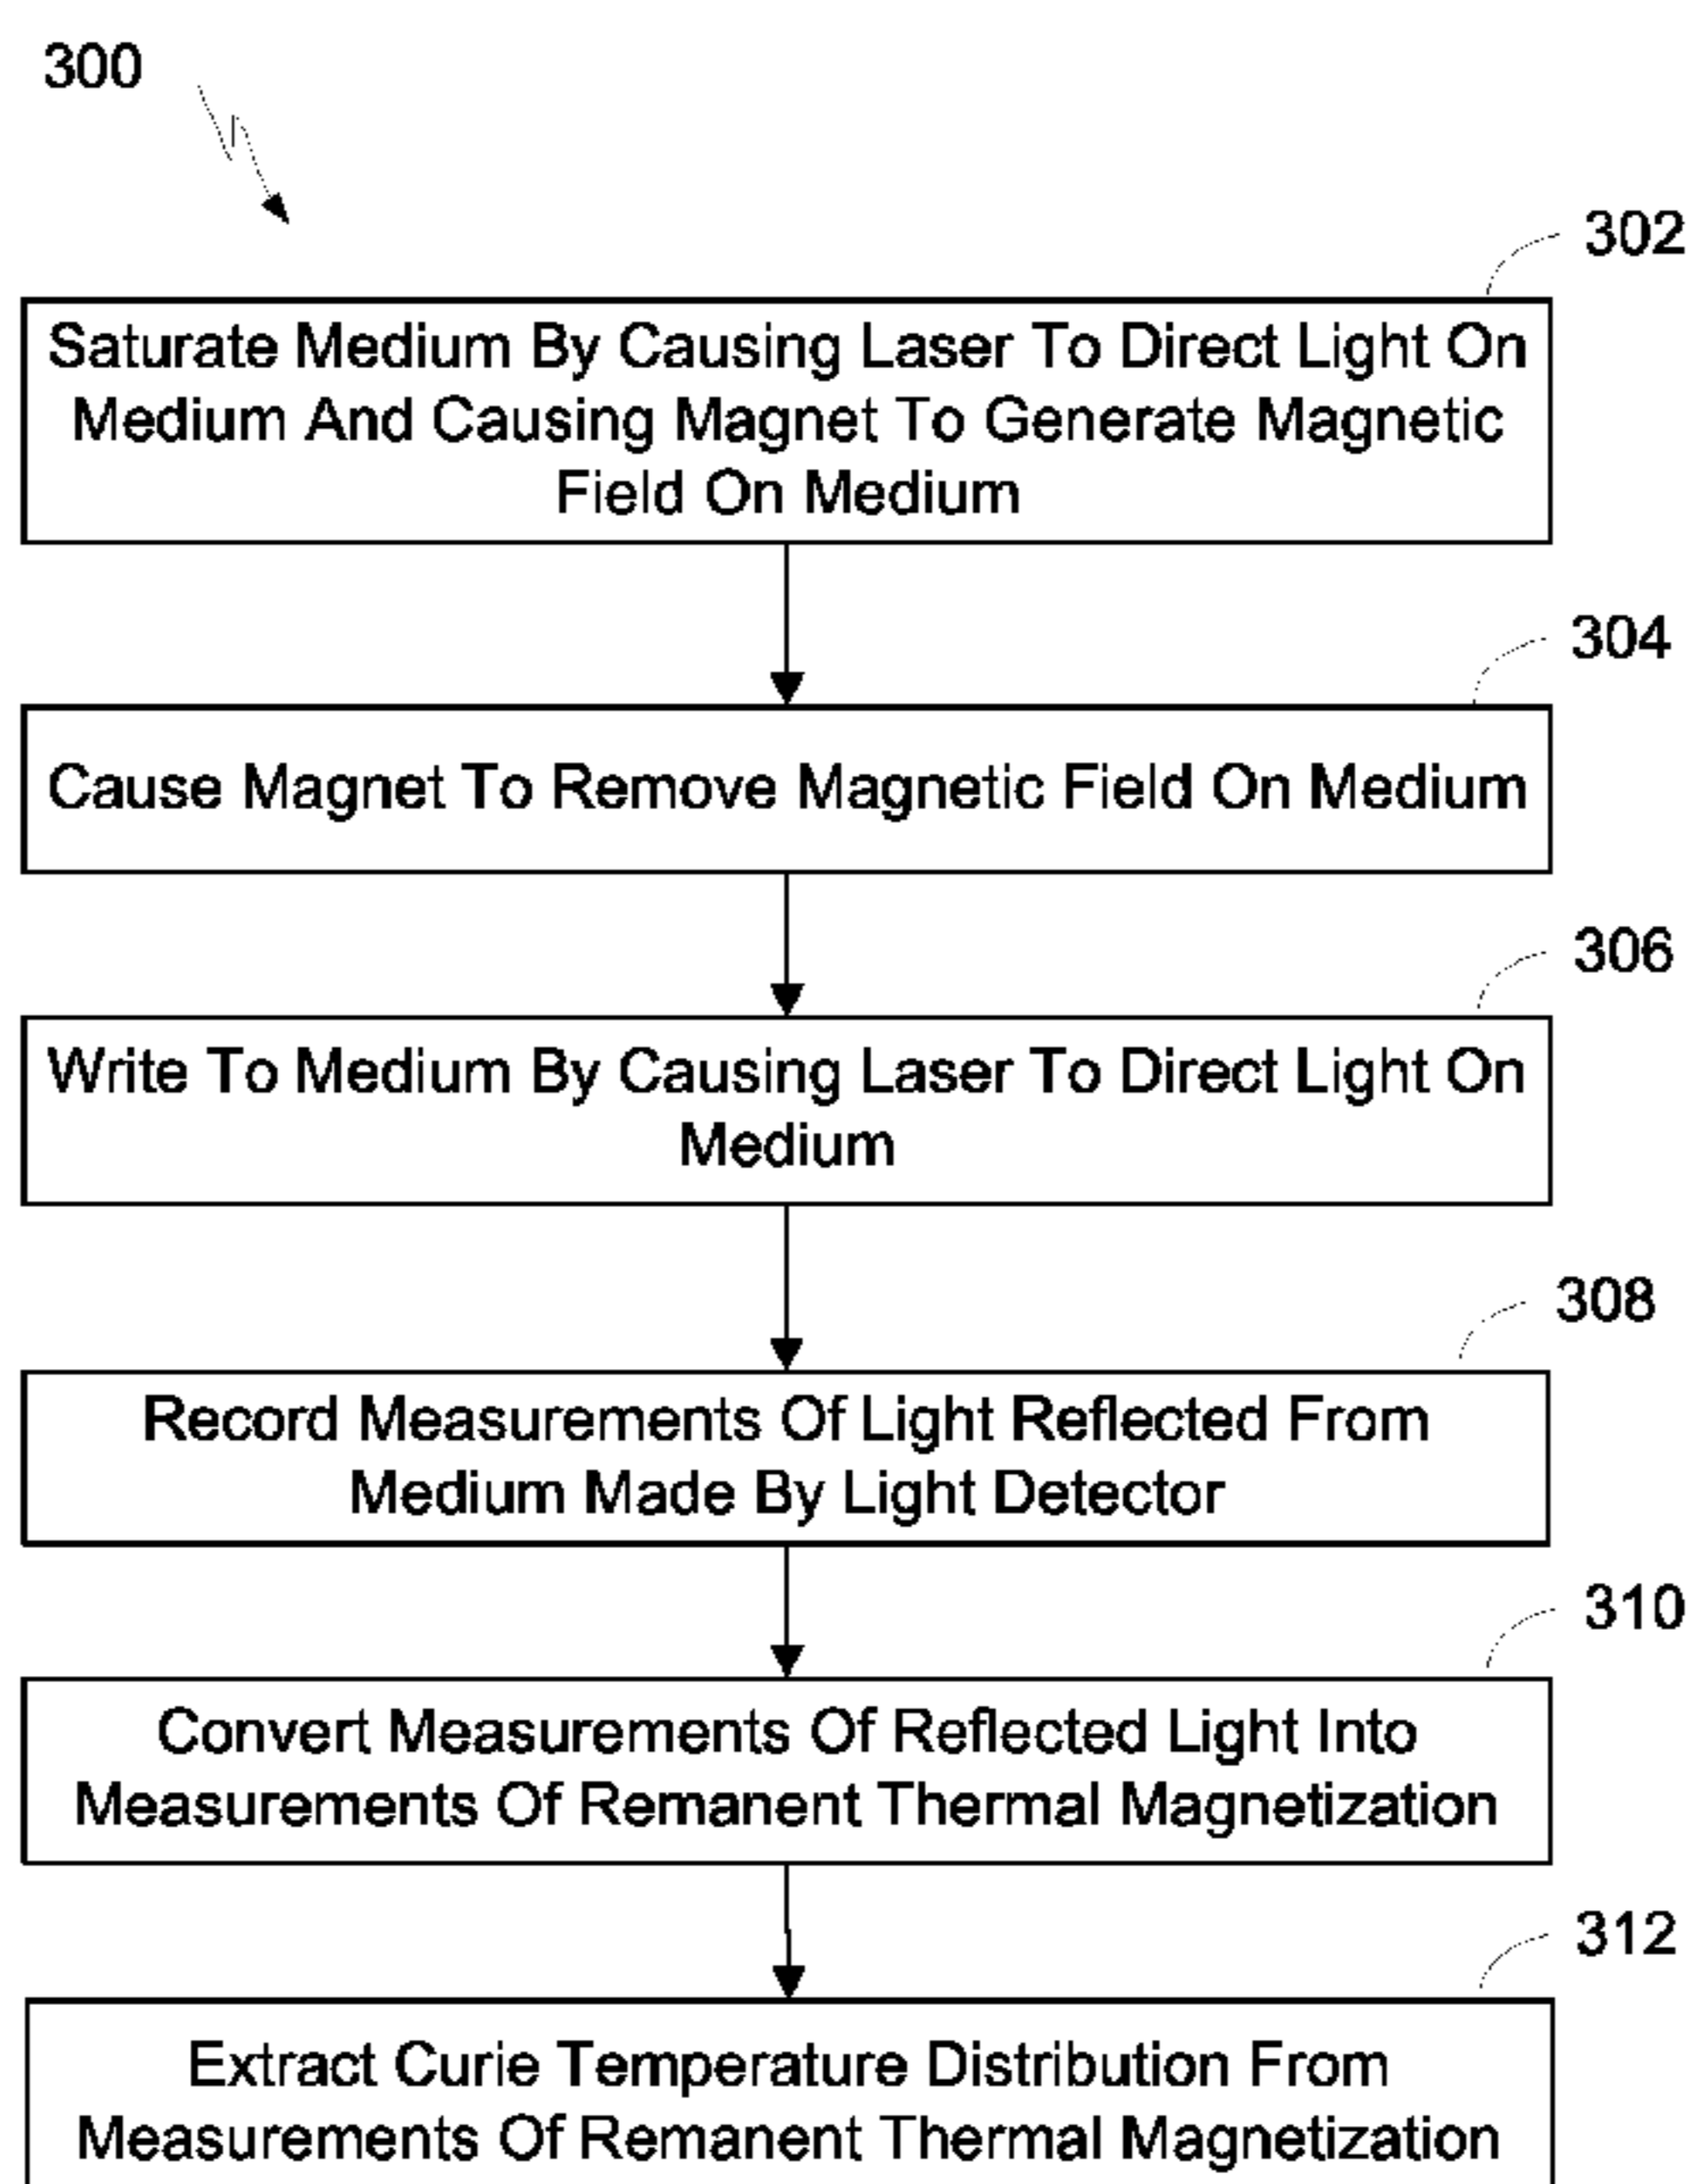 300
302
Saturate Medium By Causing Laser To Direct Light On
Medium And Causing Magnet To Generate Magnetic
Field On Medium
304
Cause Magnet To Remove Magnetic Field On Medium
306
Write To Medium By Causing Laser To Direct Light On
Medium
308
Record Measurements Of Light Reflected From
Medium Made By Light Detector
310
Convert Measurements Of Reflected Light Into
Measurements Of Remanent Thermal Magnetization
312
Extract Curie Temperature Distribution From
Measurements Of Remanent Thermal Magnetization